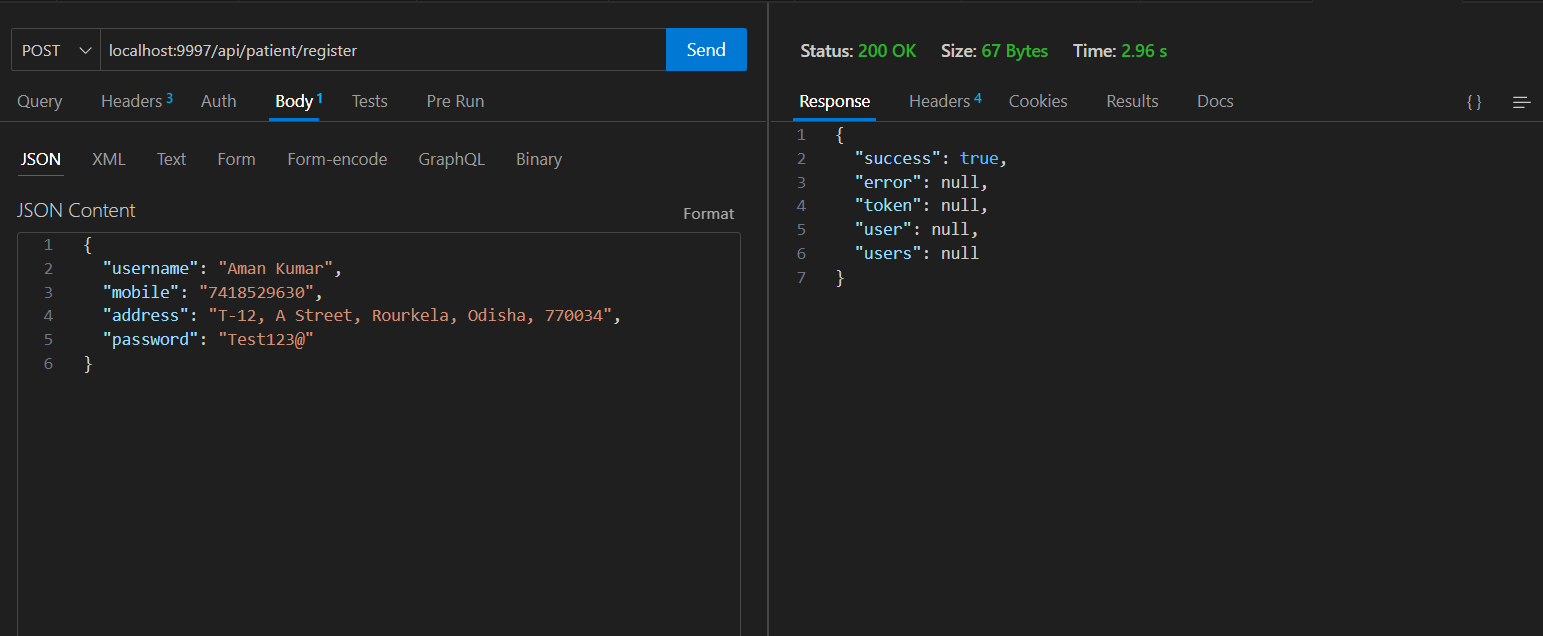 POST localhost:9997/api/patient/register Send
Query Headers 3 Auth Body 1 Tests Pre Run
JSON XML Text Form Form-encode GraphQL Binary
JSON Content Format
1 {
2 "username": "Aman Kumar",
3 "mobile": "7418529630",
4 "address": "T-12, A Street, Rourkela, Odisha, 770034",
5 "password": "Test123@"
6 }
Status: 200 OK Size: 67 Bytes Time: 2.96 s
Response Headers 4 Cookies Results Docs { }
1 {
2 "success": true,
3 "error": null,
4 "token": null,
5 "user": null,
6 "users": null
7 }